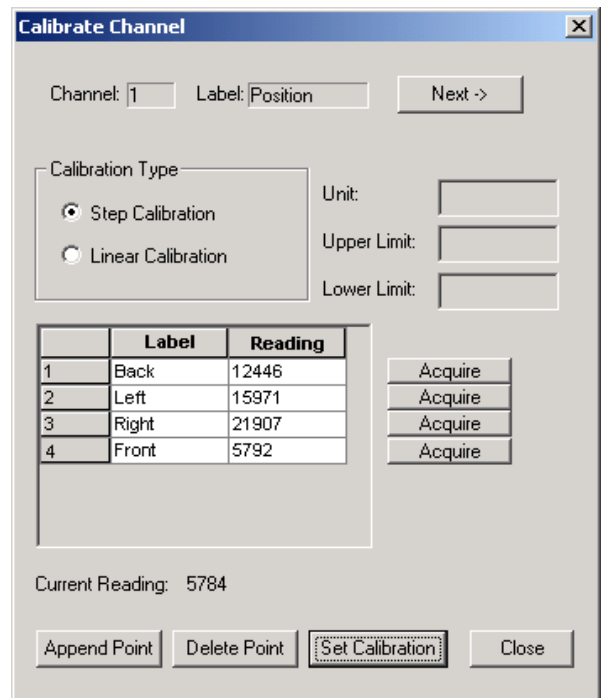 Calibrate Channel
Channel: 1 Label: Position Next ->
Calibration Type
Step Calibration
Linear Calibration
Unit:
Upper Limit:
Lower Limit:
Label Reading
1 Back 12446 Acquire
2 Left 15971 Acquire
3 Right 21907 Acquire
4 Front 5792 Acquire
Current Reading: 5784
Append Point Delete Point Set Calibration Close